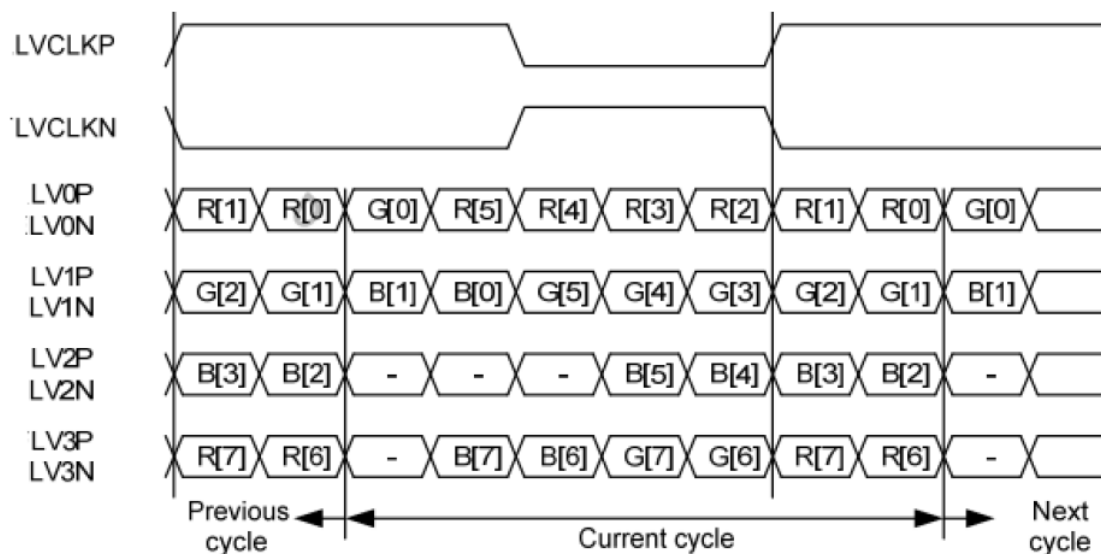 LVCLKP
LVCLKN
LV0P
LV0N
R[1] R[0] G[0] R[5] R[4] R[3] R[2] R[1] R[0] G[0]
LV1P
LV1N
G[2] G[1] B[1] B[0] G[5] G[4] G[3] G[2] G[1] B[1]
LV2P
LV2N
B[3] B[2] - - - B[5] B[4] B[3] B[2] -
LV3P
LV3N
R[7] R[6] - B[7] B[6] G[7] G[6] R[7] R[6] -
Previous cycle
Current cycle
Next cycle